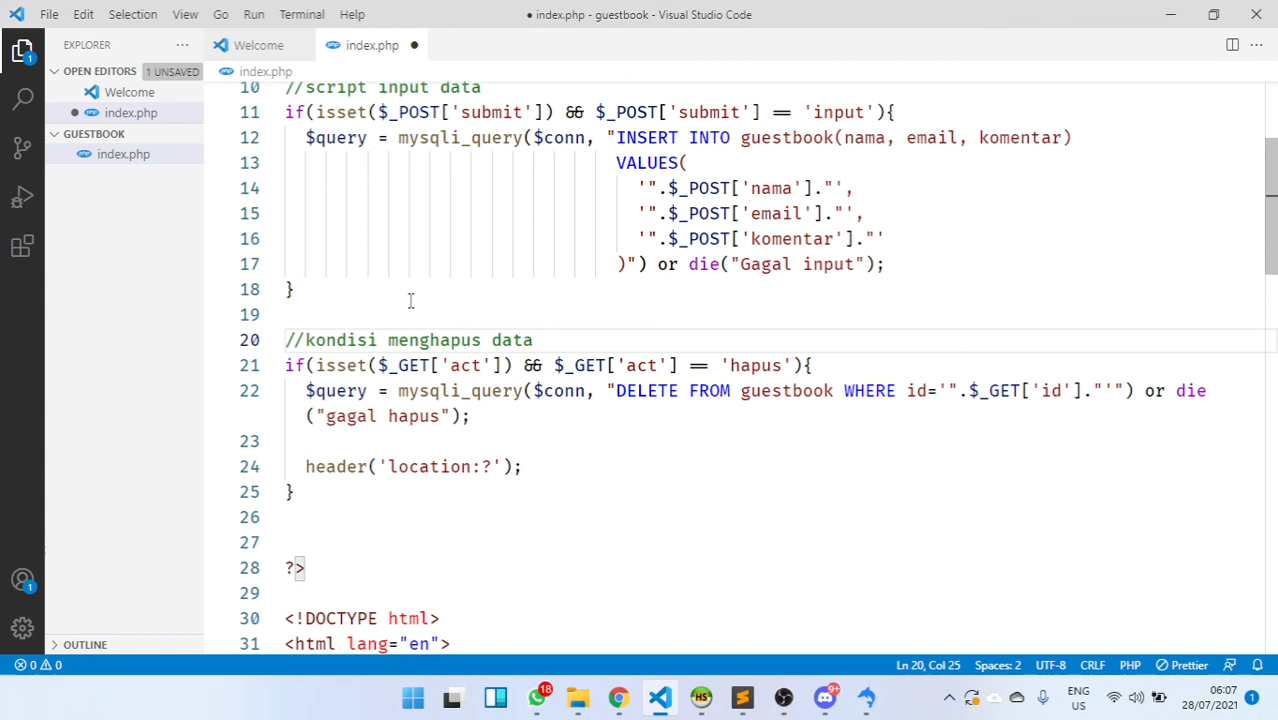 File Edit Selection View Go Run Terminal Help
● index.php - guestbook - Visual Studio Code
EXPLORER
Welcome
index.php
OPEN EDITORS
1 UNSAVED
Welcome
index.php
GUESTBOOK
index.php
index.php
10 //script input data
11 if(isset($_POST['submit']) && $_POST['submit'] == 'input'){
12 $query = mysqli_query($conn, "INSERT INTO guestbook(nama, email, komentar)
13 VALUES(
14 '".$_POST['nama']."',
15 '".$_POST['email']."',
16 '".$_POST['komentar']."'
17 )") or die("Gagal input");
18 }
19
20 //kondisi menghapus data
21 if(isset($_GET['act']) && $_GET['act'] == 'hapus'){
22 $query = mysqli_query($conn, "DELETE FROM guestbook WHERE id='".$_GET['id']."'") or die
("gagal hapus");
23
24 header('location:?');
25 }
26
27
28 ?>
29
30 <!DOCTYPE html>
31 <html lang="en">
OUTLINE
1
1
0 0
Ln 20, Col 25 Spaces: 2 UTF-8 CRLF PHP Prettier
18
HS
9+
ENG
US
06:07
28/07/2021
1